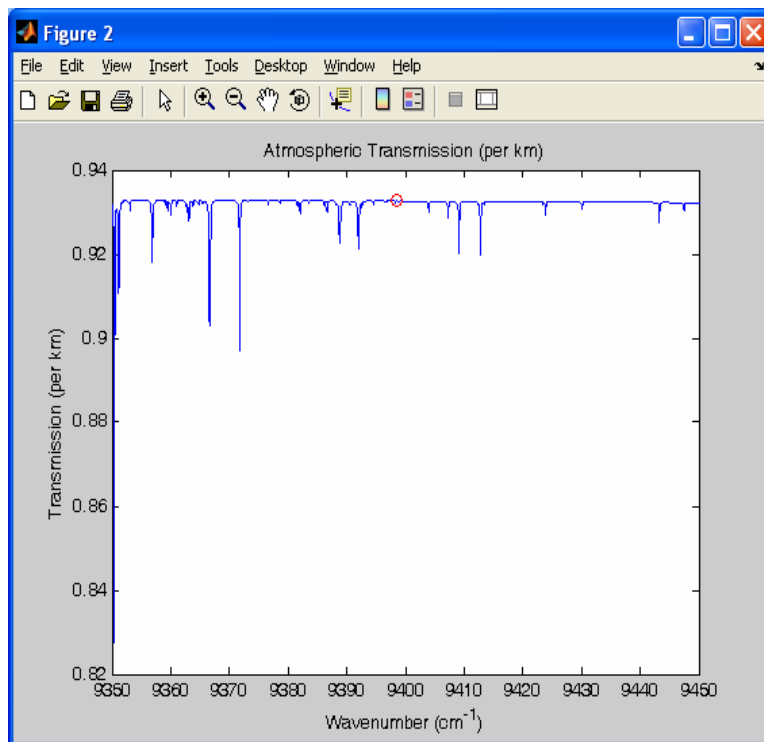 Figure 2
File Edit View Insert Tools Desktop Window Help
Atmospheric Transmission (per km)
0.94
0.92
0.9
0.88
0.86
0.84
0.82
Transmission (per km)
9350 9360 9370 9380 9390 9400 9410 9420 9430 9440 9450
Wavenumber (cm⁻¹)